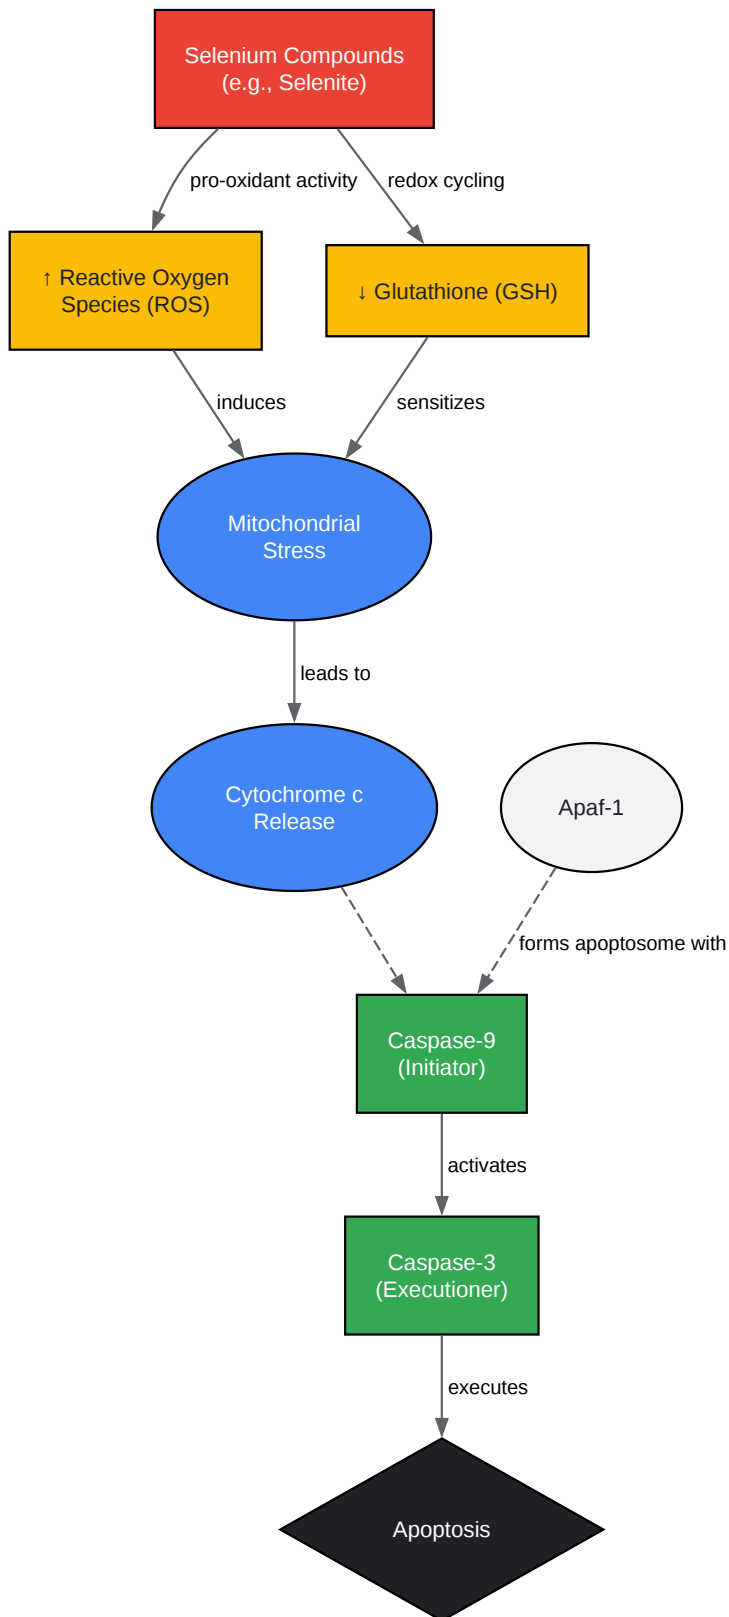 Selenium Compounds
(e.g., Selenite)
pro-oxidant activity
redox cycling
↑ Reactive Oxygen
Species (ROS)
↓ Glutathione (GSH)
induces
sensitizes
Mitochondrial
Stress
leads to
Cytochrome c
Release
Apaf-1
forms apoptosome with
Caspase-9
(Initiator)
activates
Caspase-3
(Executioner)
executes
Apoptosis